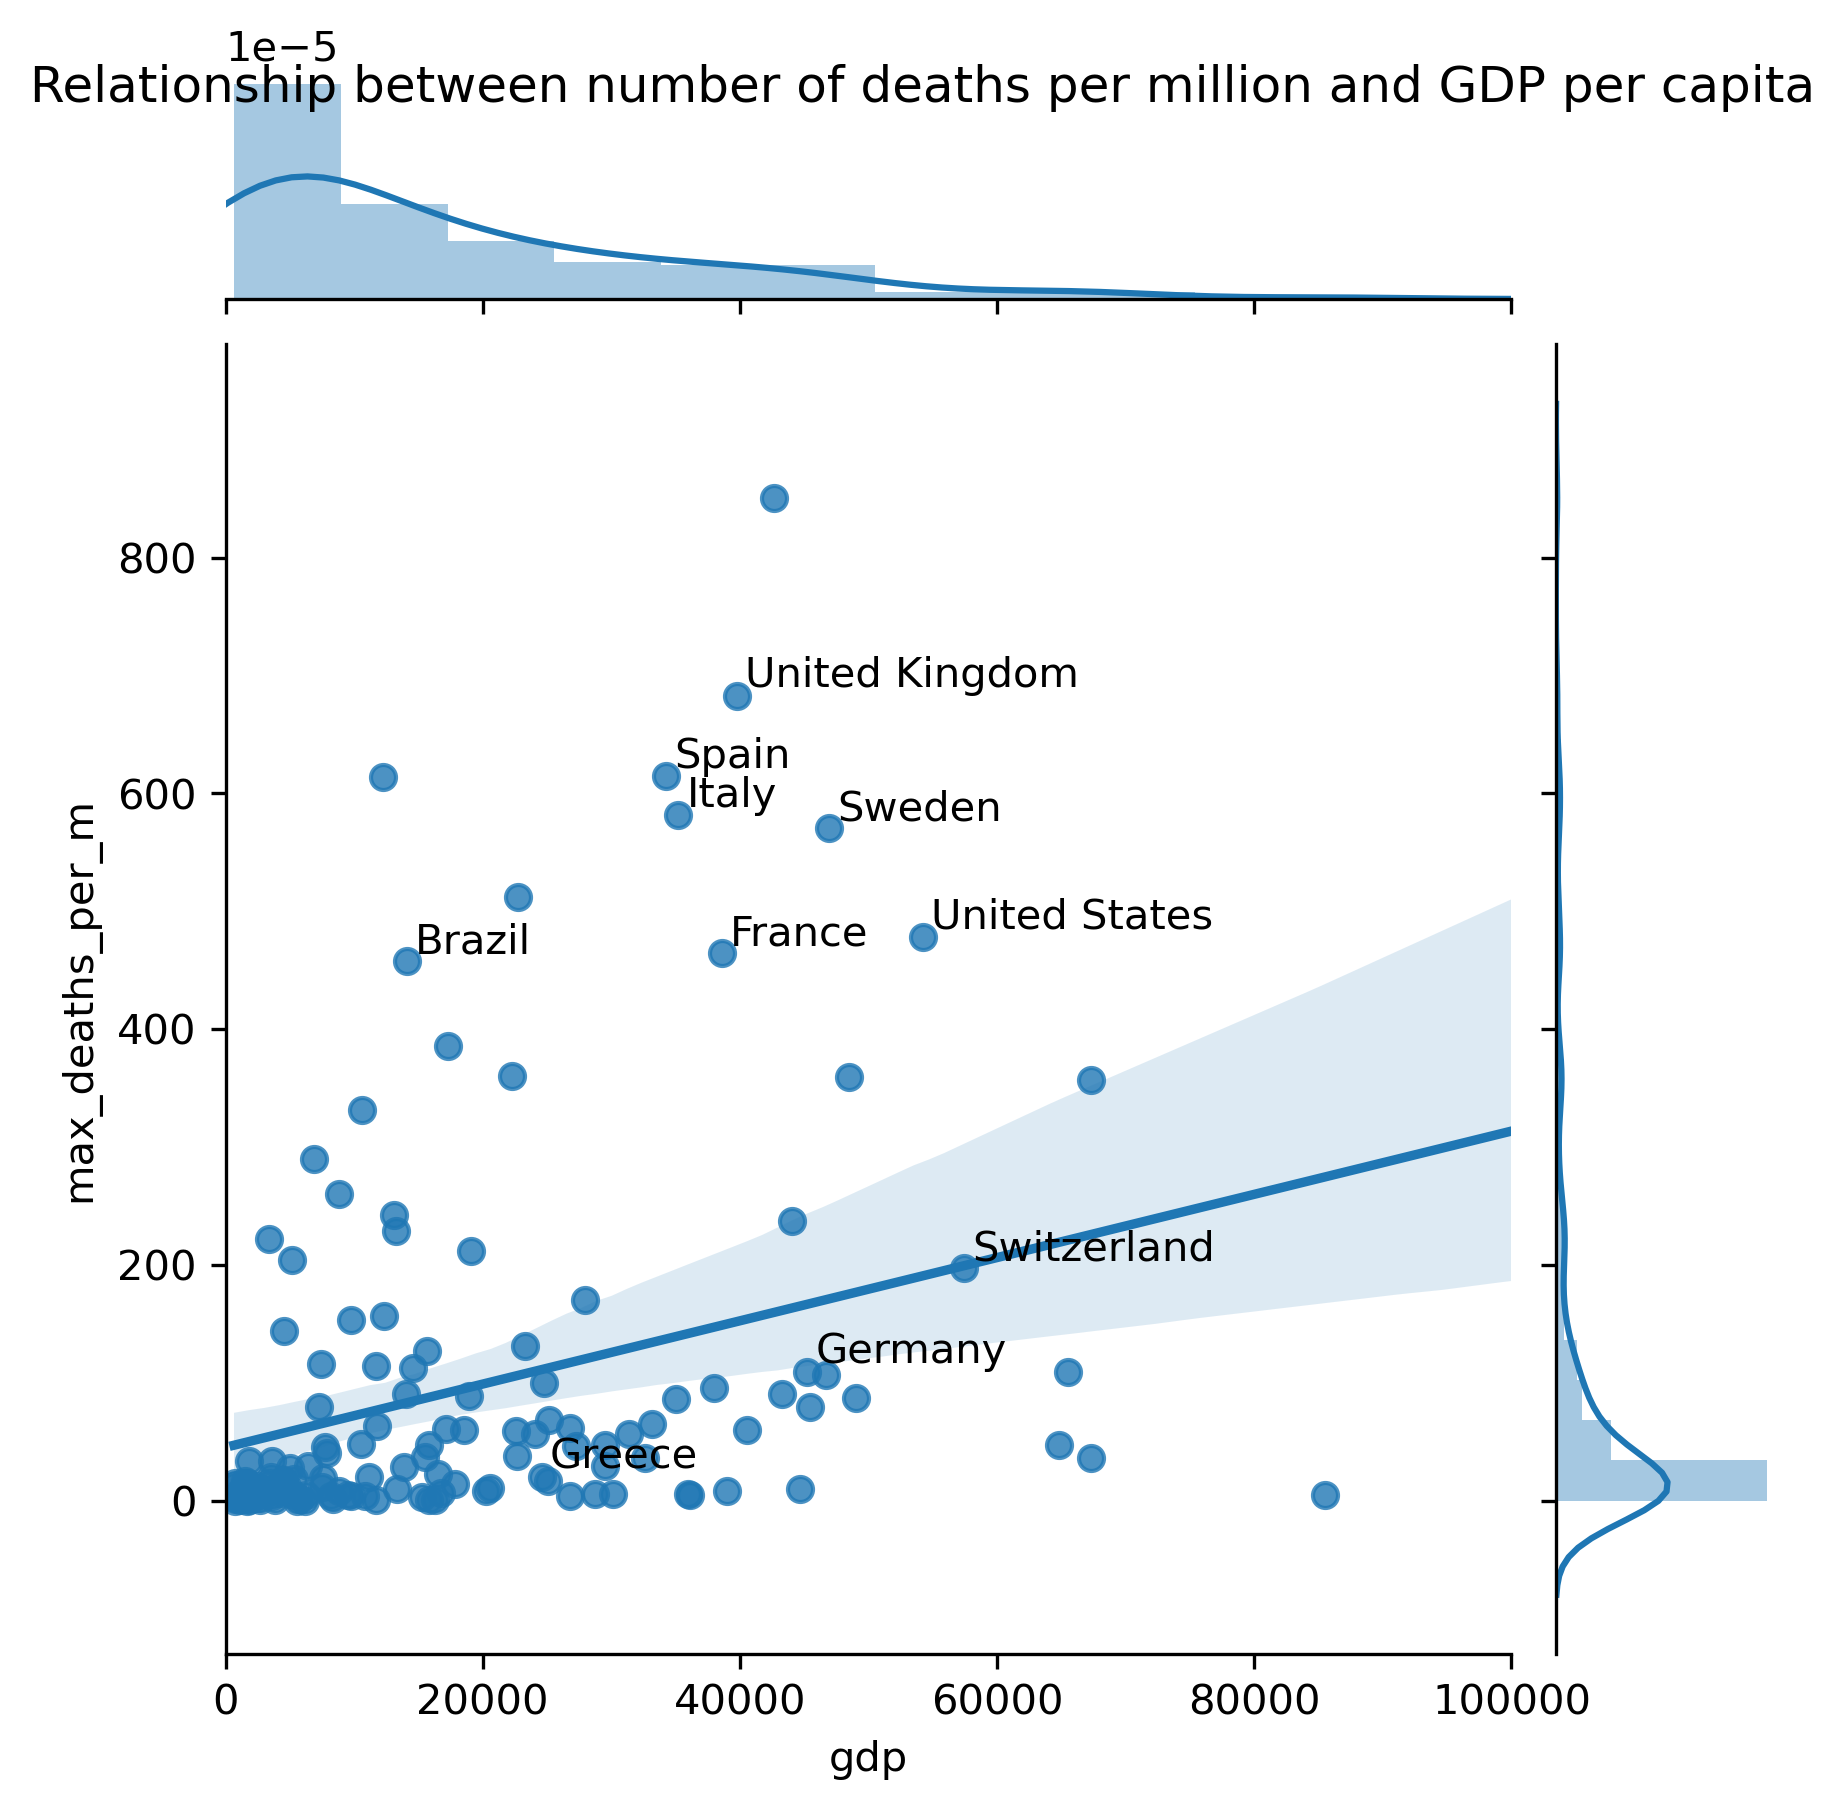 1e−5
Relationship between number of deaths per million and GDP per capita
800
United Kingdom
Spain
Italy
600
Sweden
United States
France
Brazil
max_deaths_per_m
400
Switzerland
200
Germany
Greece
0
0 20000 40000 60000 80000 100000
gdp